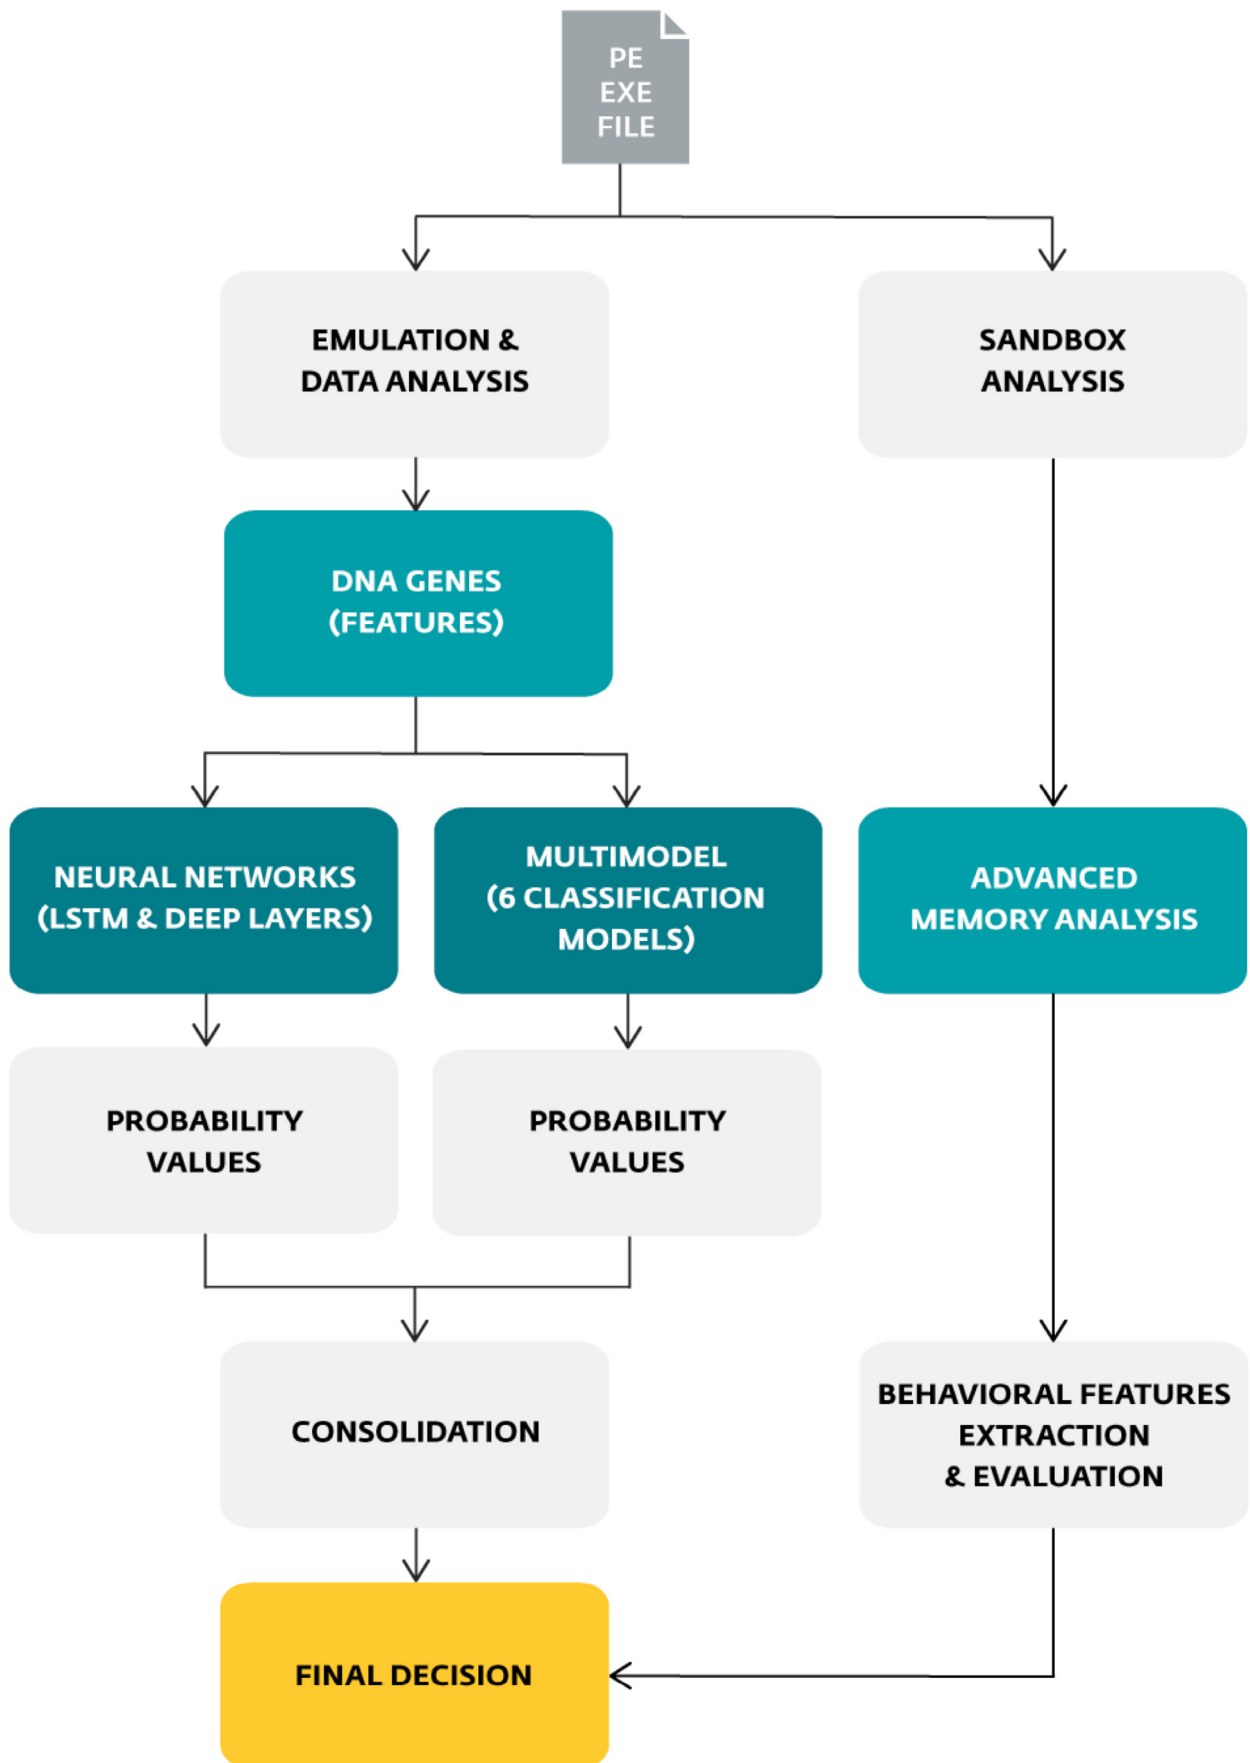 PE
EXE
FILE
EMULATION &
DATA ANALYSIS
SANDBOX
ANALYSIS
DNA GENES
(FEATURES)
NEURAL NETWORKS
(LSTM & DEEP LAYERS)
MULTIMODEL
(6 CLASSIFICATION
MODELS)
ADVANCED
MEMORY ANALYSIS
PROBABILITY
VALUES
PROBABILITY
VALUES
CONSOLIDATION
BEHAVIORAL FEATURES
EXTRACTION
& EVALUATION
FINAL DECISION